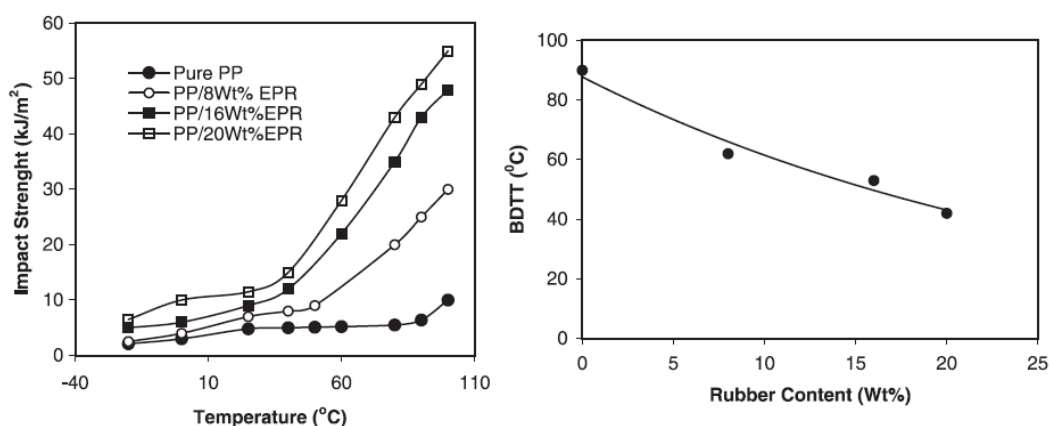 60
50
40
30
20
10
0
-40
10
60
110
Impact Strenght (kJ/m²)
Temperature (°C)
Pure PP
PP/8Wt% EPR
PP/16Wt%EPR
PP/20Wt%EPR
100
80
60
40
20
0
0
5
10
15
20
25
BDTT (⁰C)
Rubber Content (Wt%)